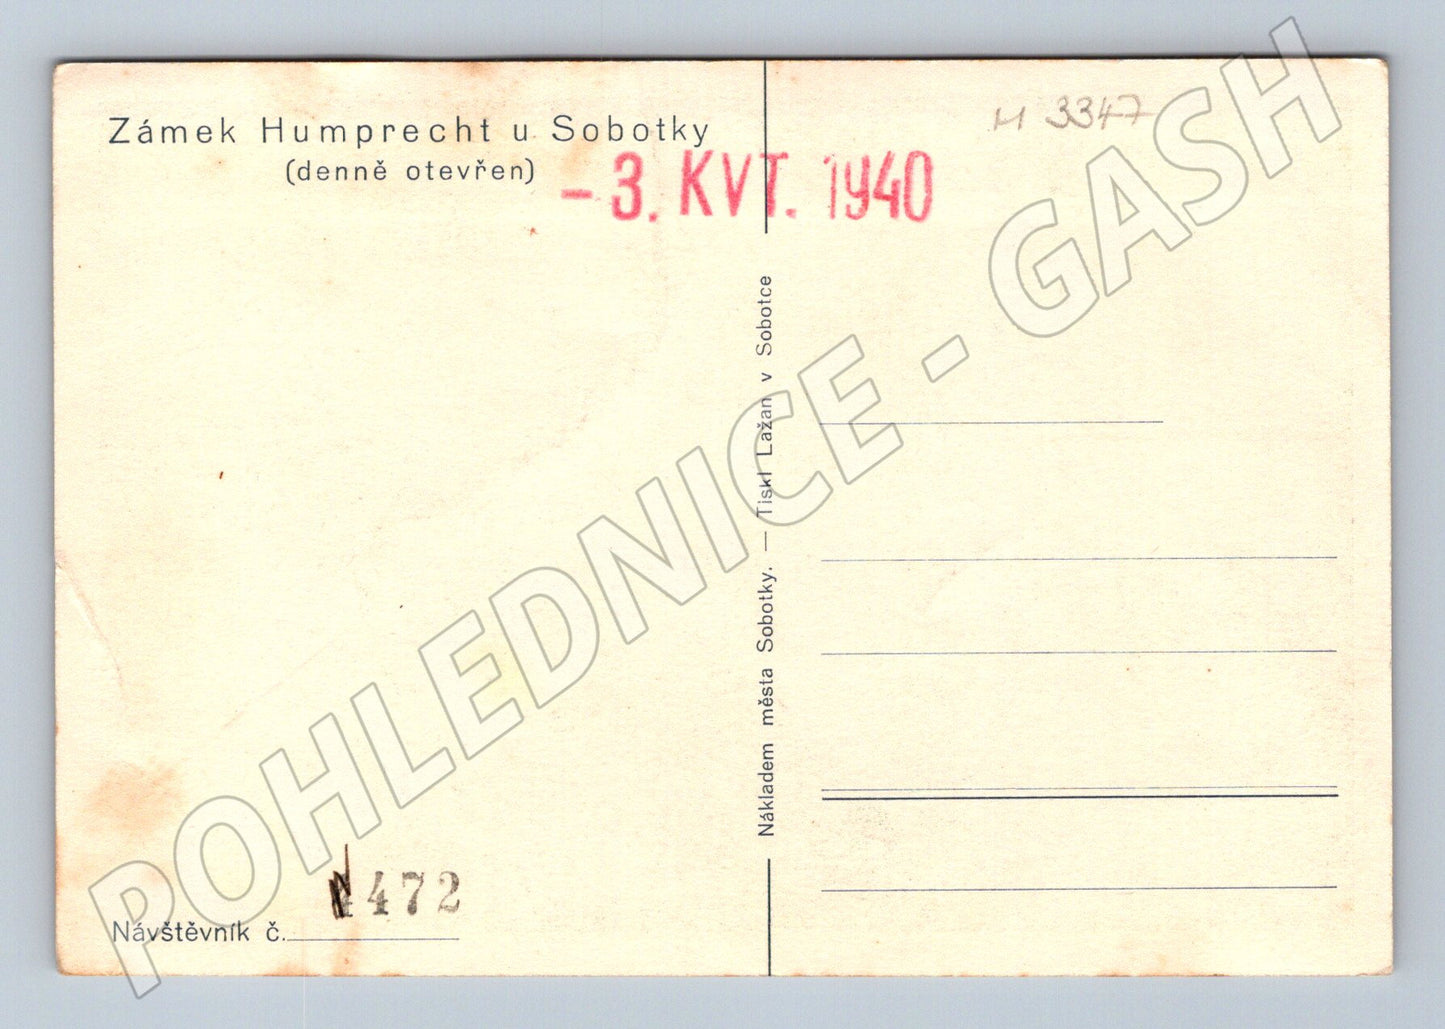 Zámek Humprecht u Sobotky
(denně otevřen)
- 3. KVT. 1940
H 3347
Nákladem města Sobotky. — Tiskl Lažan v Sobotce
472
Návštěvník č.
POHLEDNICE - GASH